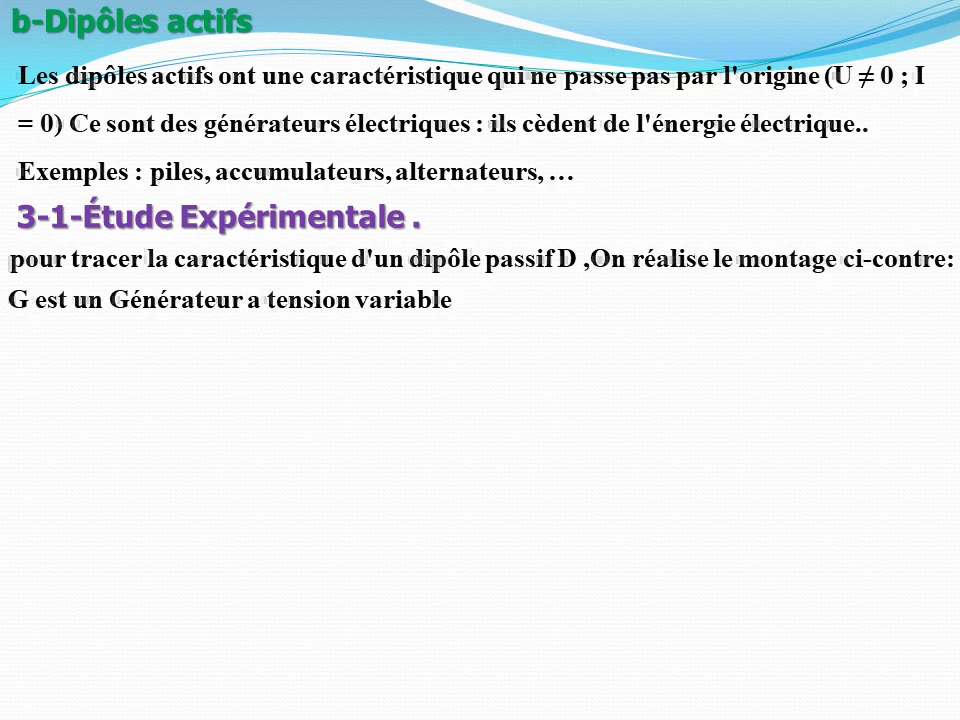 b-Dipôles actifs
Les dipôles actifs ont une caractéristique qui ne passe pas par l'origine (U ≠ 0 ; I
= 0) Ce sont des générateurs électriques : ils cèdent de l'énergie électrique..
Exemples : piles, accumulateurs, alternateurs, …
3-1-Étude Expérimentale .
pour tracer la caractéristique d'un dipôle passif D ,On réalise le montage ci-contre:
G est un Générateur a tension variable